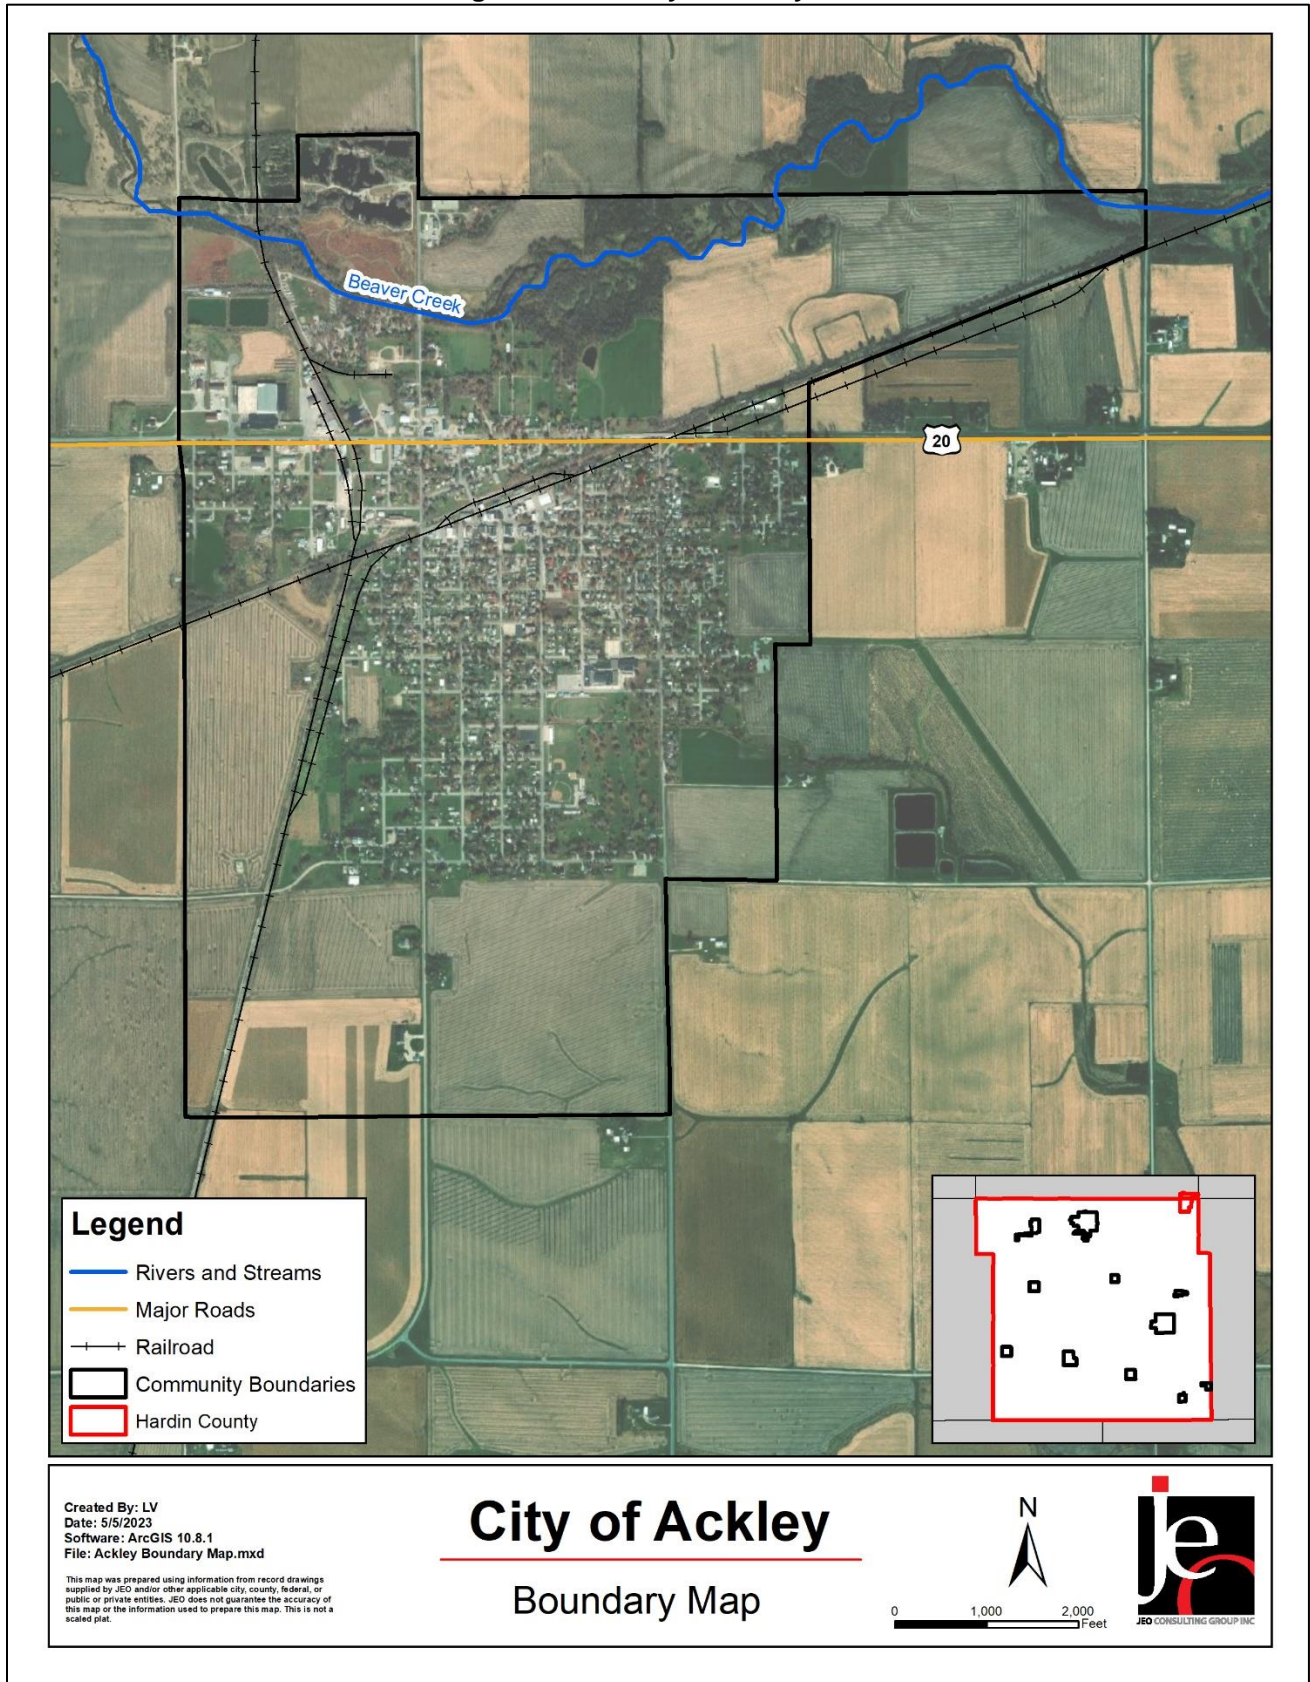 Beaver Creek
20
Legend
Rivers and Streams
Major Roads
Railroad
Community Boundaries
Hardin County
Created By: LV
Date: 5/5/2023
Software: ArcGIS 10.8.1
File: Ackley Boundary Map.mxd
This map was prepared using information from record drawings
supplied by JEO and/or other applicable city, county, federal, or
public or private entities. JEO does not guarantee the accuracy of
this map or the information used to prepare this map. This is not a
scaled plat.
City of Ackley
Boundary Map
N
0 1,000 2,000
Feet
jeo
JEO CONSULTING GROUP INC